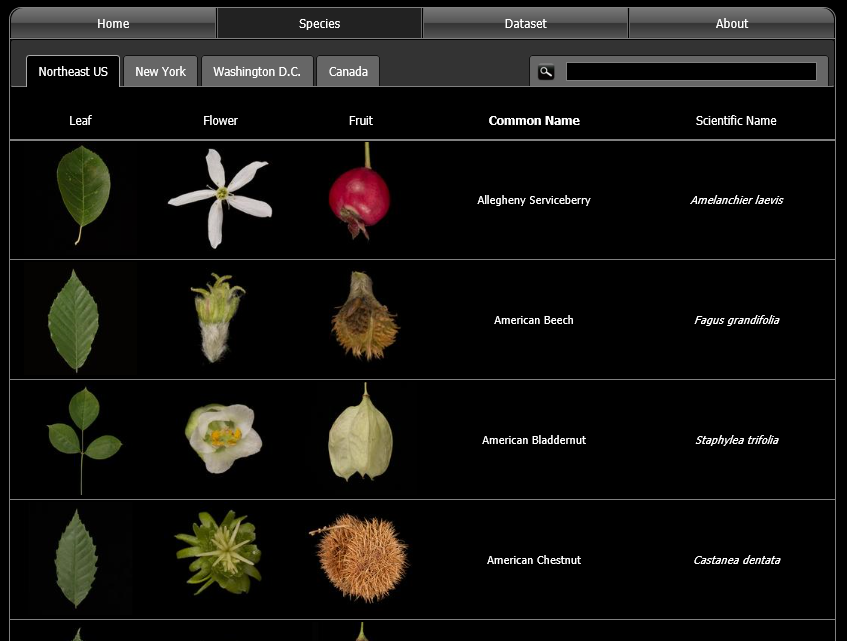 Home Species Dataset About
Northeast US New York Washington D.C. Canada
Leaf Flower Fruit Common Name Scientific Name
Allegheny Serviceberry Amelanchier laevis
American Beech Fagus grandifolia
American Bladdernut Staphylea trifolia
American Chestnut Castanea dentata